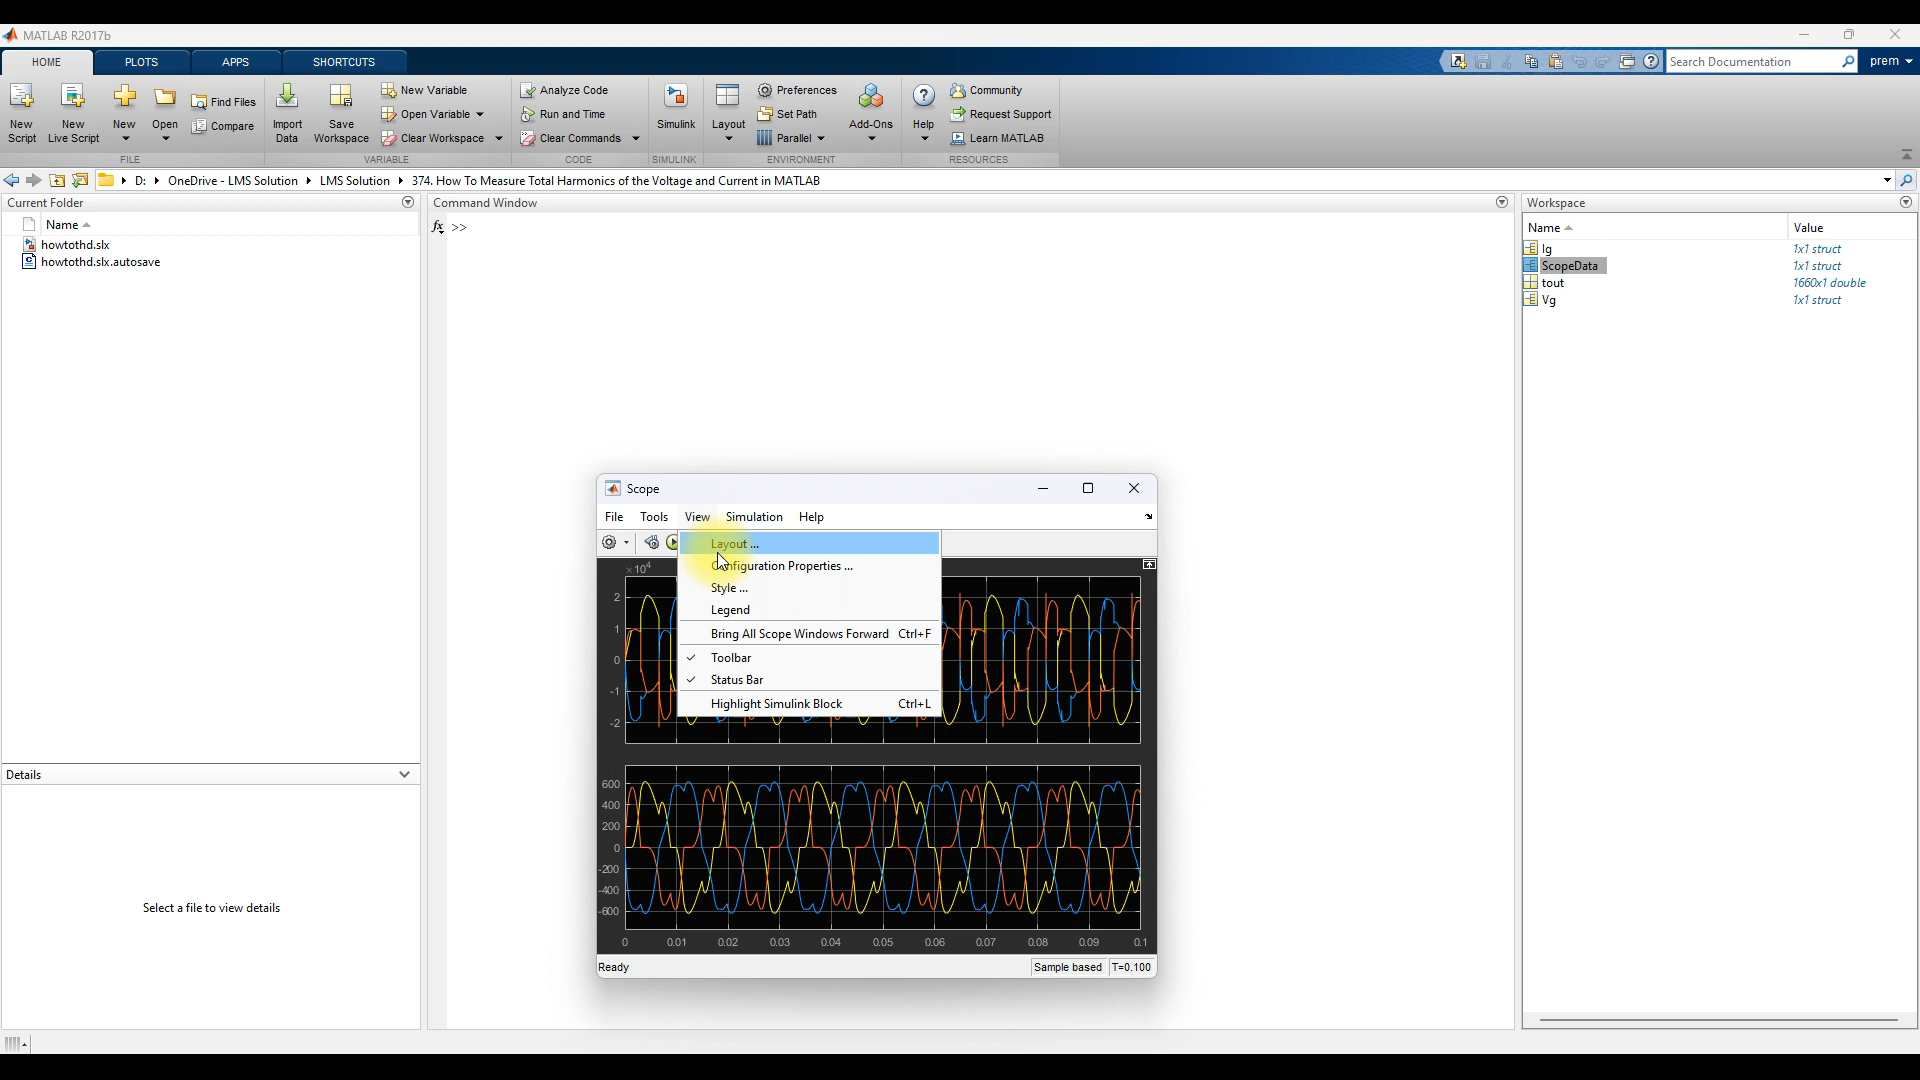 MATLAB R2017b
HOME PLOTS APPS SHORTCUTS
Search Documentation
prem
New Script
New Live Script
New
Open
Find Files
Compare
FILE
Import Data
Save Workspace
New Variable
Open Variable
Clear Workspace
VARIABLE
Analyze Code
Run and Time
Clear Commands
CODE
Simulink
SIMULINK
Layout
Preferences
Set Path
Parallel
Add-Ons
ENVIRONMENT
Help
Community
Request Support
Learn MATLAB
RESOURCES
D: OneDrive - LMS Solution LMS Solution 374. How To Measure Total Harmonics of the Voltage and Current in MATLAB
Current Folder
Name
howtothd.slx
howtothd.slx.autosave
Details
Select a file to view details
Command Window
fx >>
Workspace
Name Value
Ig 1x1 struct
ScopeData 1x1 struct
tout 1660x1 double
Vg 1x1 struct
Scope
File Tools View Simulation Help
Layout ...
Configuration Properties ...
Style ...
Legend
Bring All Scope Windows Forward Ctrl+F
Toolbar
Status Bar
Highlight Simulink Block Ctrl+L
×10⁴
2
1
0
-1
-2
600
400
200
0
-200
-400
-600
0 0.01 0.02 0.03 0.04 0.05 0.06 0.07 0.08 0.09 0.1
Ready
Sample based T=0.100